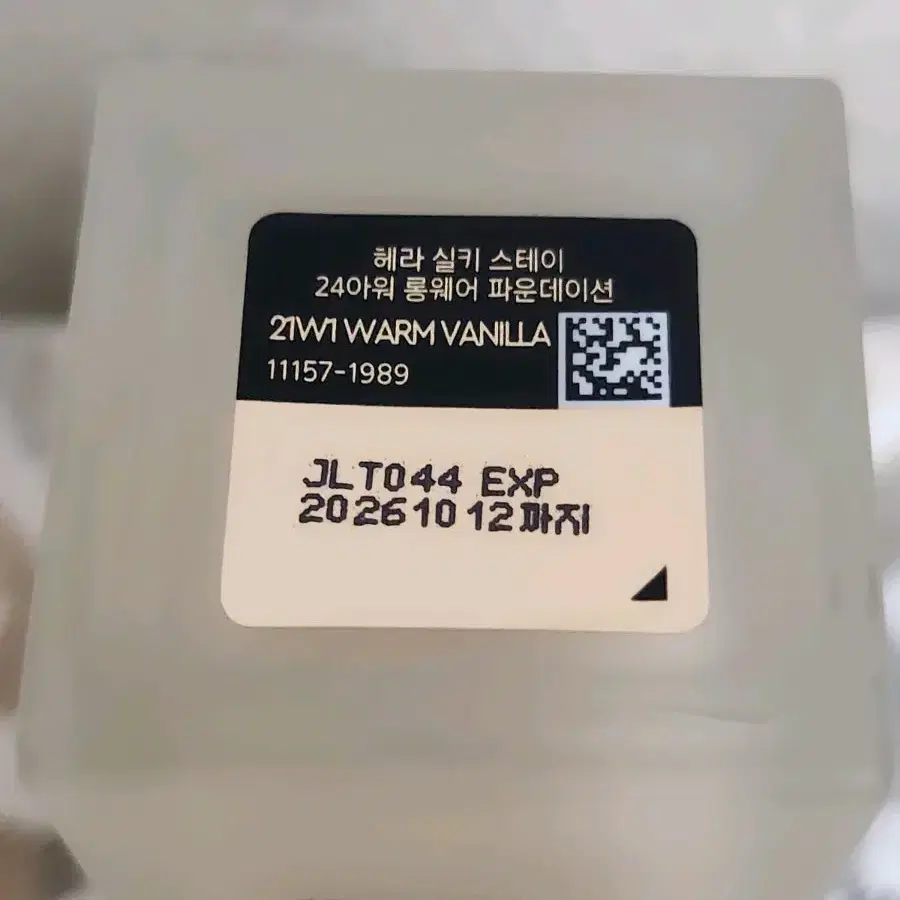 헤라 실키 스테이
24아워 롱웨어 파운데이션
21W1 WARM VANILLA
11157-1989
JLT044 EXP
20261012까지